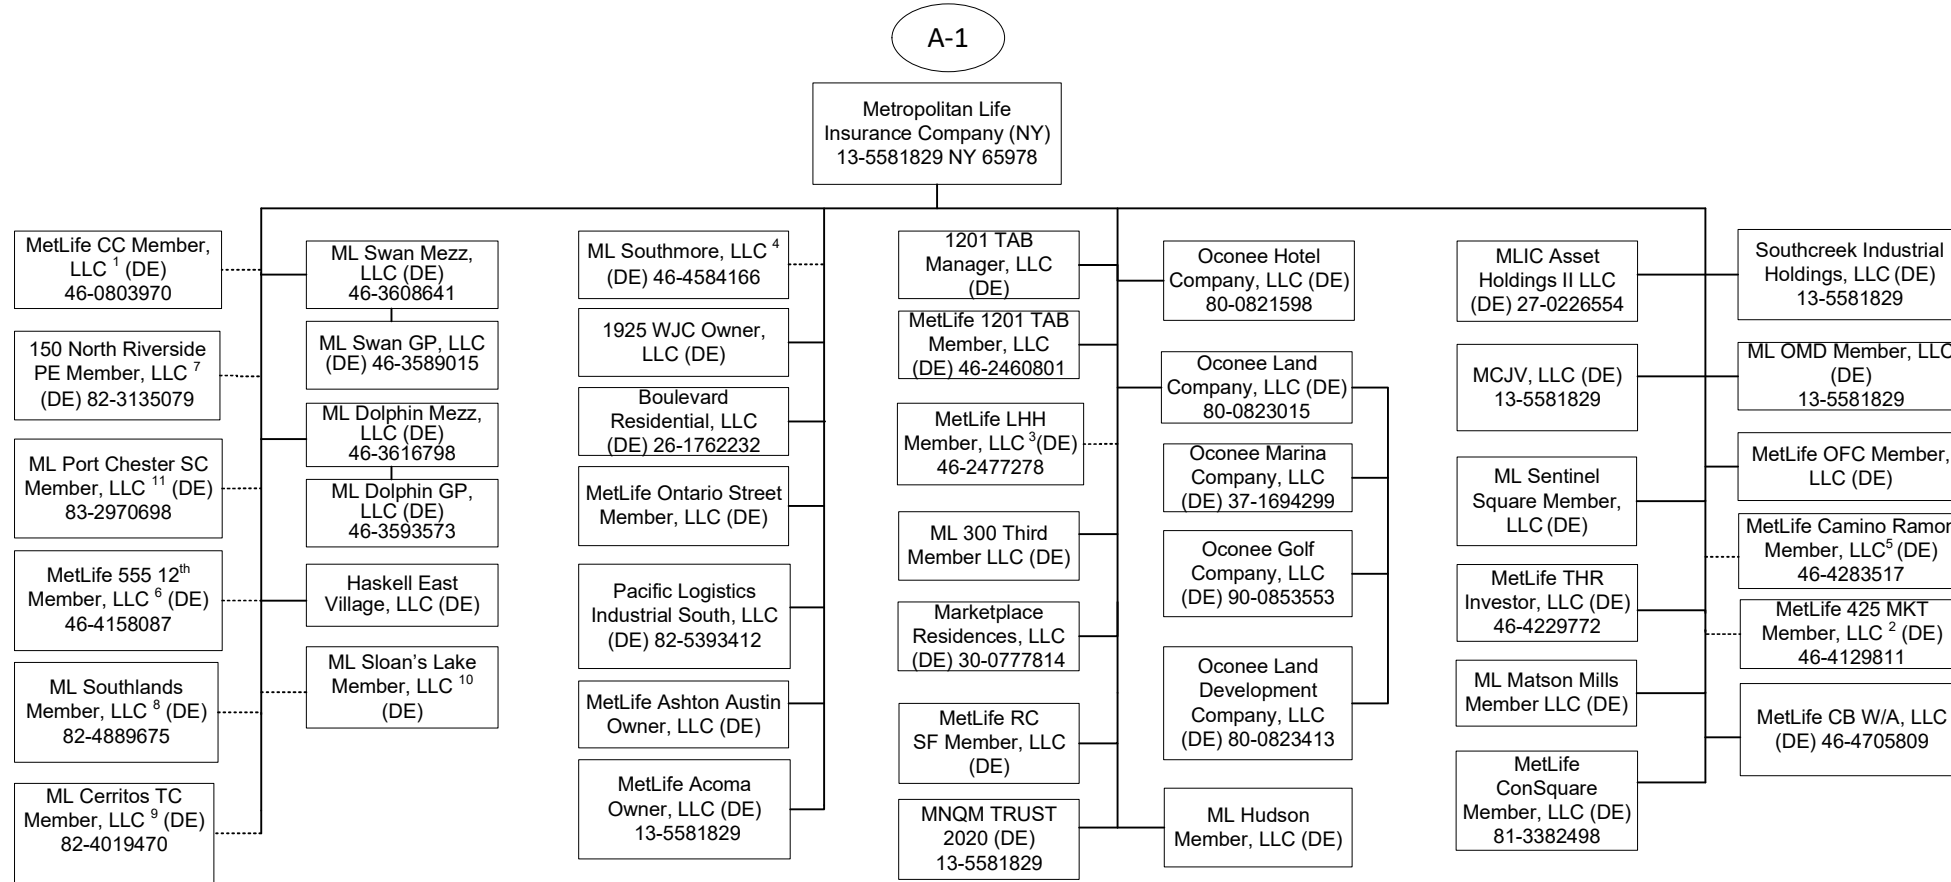 A-1
Metropolitan Life
Insurance Company (NY)
13-5581829 NY 65978
MetLife CC Member,
LLC 1 (DE)
46-0803970
150 North Riverside
PE Member, LLC 7
(DE) 82-3135079
ML Port Chester SC
Member, LLC 11 (DE)
83-2970698
MetLife 555 12th
Member, LLC 6 (DE)
46-4158087
ML Southlands
Member, LLC 8 (DE)
82-4889675
ML Cerritos TC
Member, LLC 9 (DE)
82-4019470
ML Swan Mezz,
LLC (DE)
46-3608641
ML Swan GP, LLC
(DE) 46-3589015
ML Dolphin Mezz,
LLC (DE)
46-3616798
ML Dolphin GP,
LLC (DE)
46-3593573
Haskell East
Village, LLC (DE)
ML Sloan’s Lake
Member, LLC 10
(DE)
ML Southmore, LLC 4
(DE) 46-4584166
1925 WJC Owner,
LLC (DE)
Boulevard
Residential, LLC
(DE) 26-1762232
MetLife Ontario Street
Member, LLC (DE)
Pacific Logistics
Industrial South, LLC
(DE) 82-5393412
MetLife Ashton Austin
Owner, LLC (DE)
MetLife Acoma
Owner, LLC (DE)
13-5581829
1201 TAB
Manager, LLC
(DE)
MetLife 1201 TAB
Member, LLC
(DE) 46-2460801
MetLife LHH
Member, LLC 3(DE)
46-2477278
ML 300 Third
Member LLC (DE)
Marketplace
Residences, LLC
(DE) 30-0777814
MetLife RC
SF Member, LLC
(DE)
MNQM TRUST
2020 (DE)
13-5581829
Oconee Hotel
Company, LLC (DE)
80-0821598
Oconee Land
Company, LLC (DE)
80-0823015
Oconee Marina
Company, LLC
(DE) 37-1694299
Oconee Golf
Company, LLC
(DE) 90-0853553
Oconee Land
Development
Company, LLC
(DE) 80-0823413
ML Hudson
Member, LLC (DE)
MLIC Asset
Holdings II LLC
(DE) 27-0226554
MCJV, LLC (DE)
13-5581829
ML Sentinel
Square Member,
LLC (DE)
MetLife THR
Investor, LLC (DE)
46-4229772
ML Matson Mills
Member LLC (DE)
MetLife
ConSquare
Member, LLC (DE)
81-3382498
Southcreek Industrial
Holdings, LLC (DE)
13-5581829
ML OMD Member, LLC
(DE)
13-5581829
MetLife OFC Member,
LLC (DE)
MetLife Camino Ramon
Member, LLC5 (DE)
46-4283517
MetLife 425 MKT
Member, LLC 2 (DE)
46-4129811
MetLife CB W/A, LLC
(DE) 46-4705809